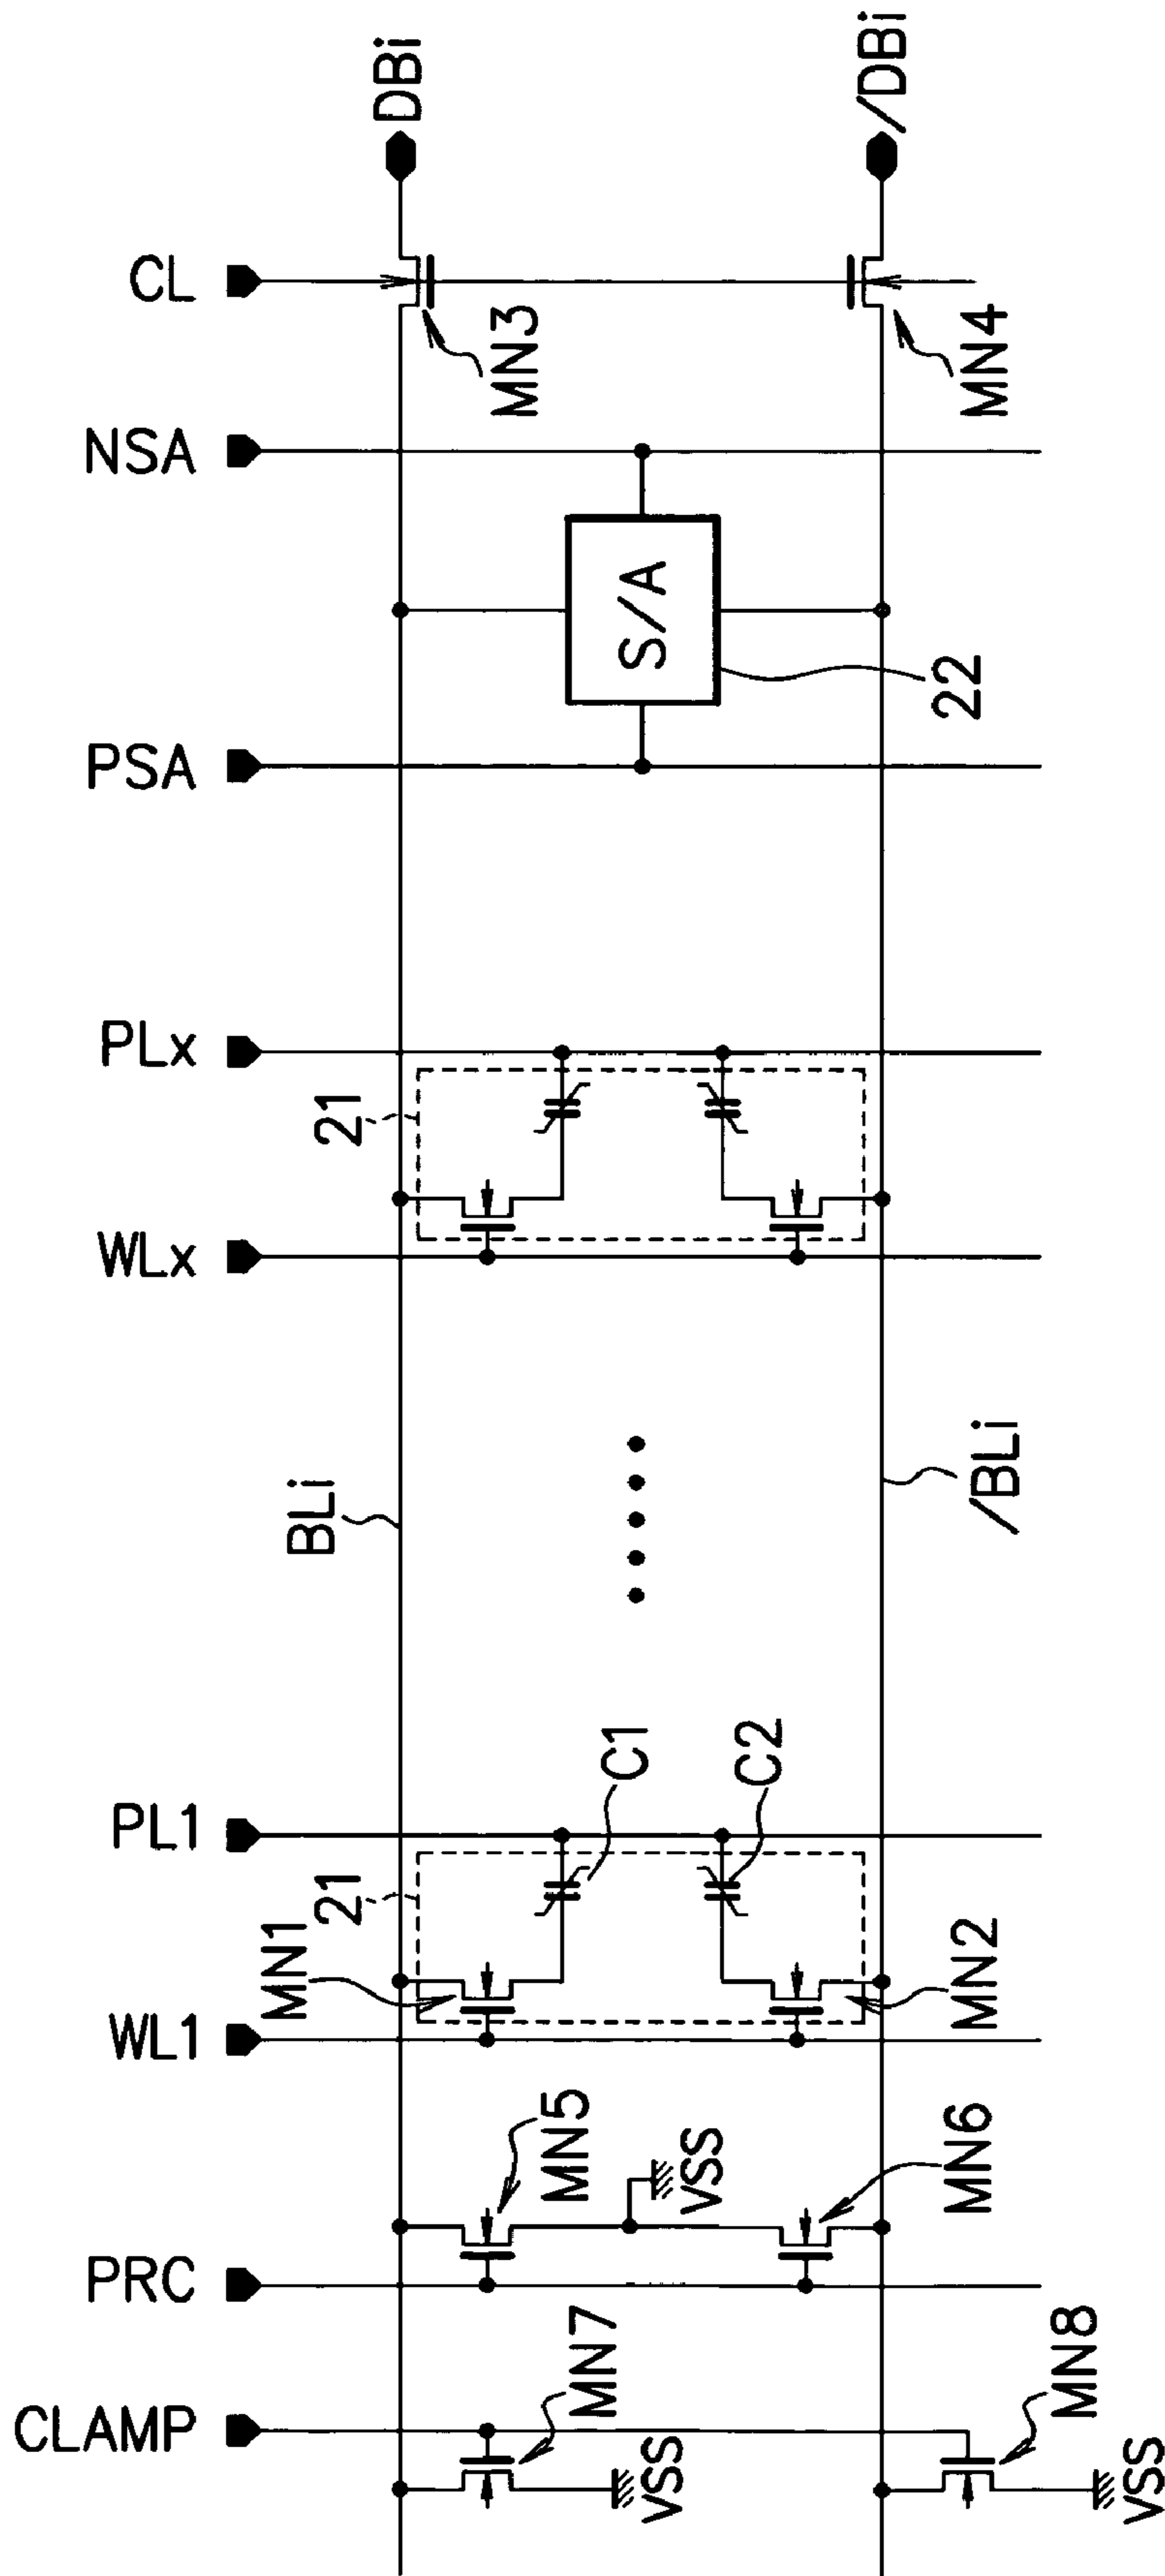 CLAMP
PRC
WL1
PL1
WLx
PLx
PSA
NSA
CL
BLi
DBi
21
21
MN1
MN7
MN5
C1
MN3
VSS
VSS
S/A
C2
22
MN8
MN6
MN2
/BLi
MN4
/DBi
VSS